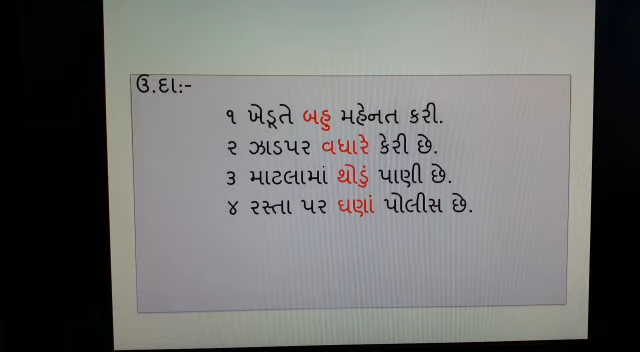 ઉ.દા:-
૧ ખેડૂતે બહુ મહેનત કરી.
૨ ઝાડપર વધારે કેરી છે.
૩ માટલામાં થોડું પાણી છે.
૪ રસ્તા પર ઘણાં પોલીસ છે.